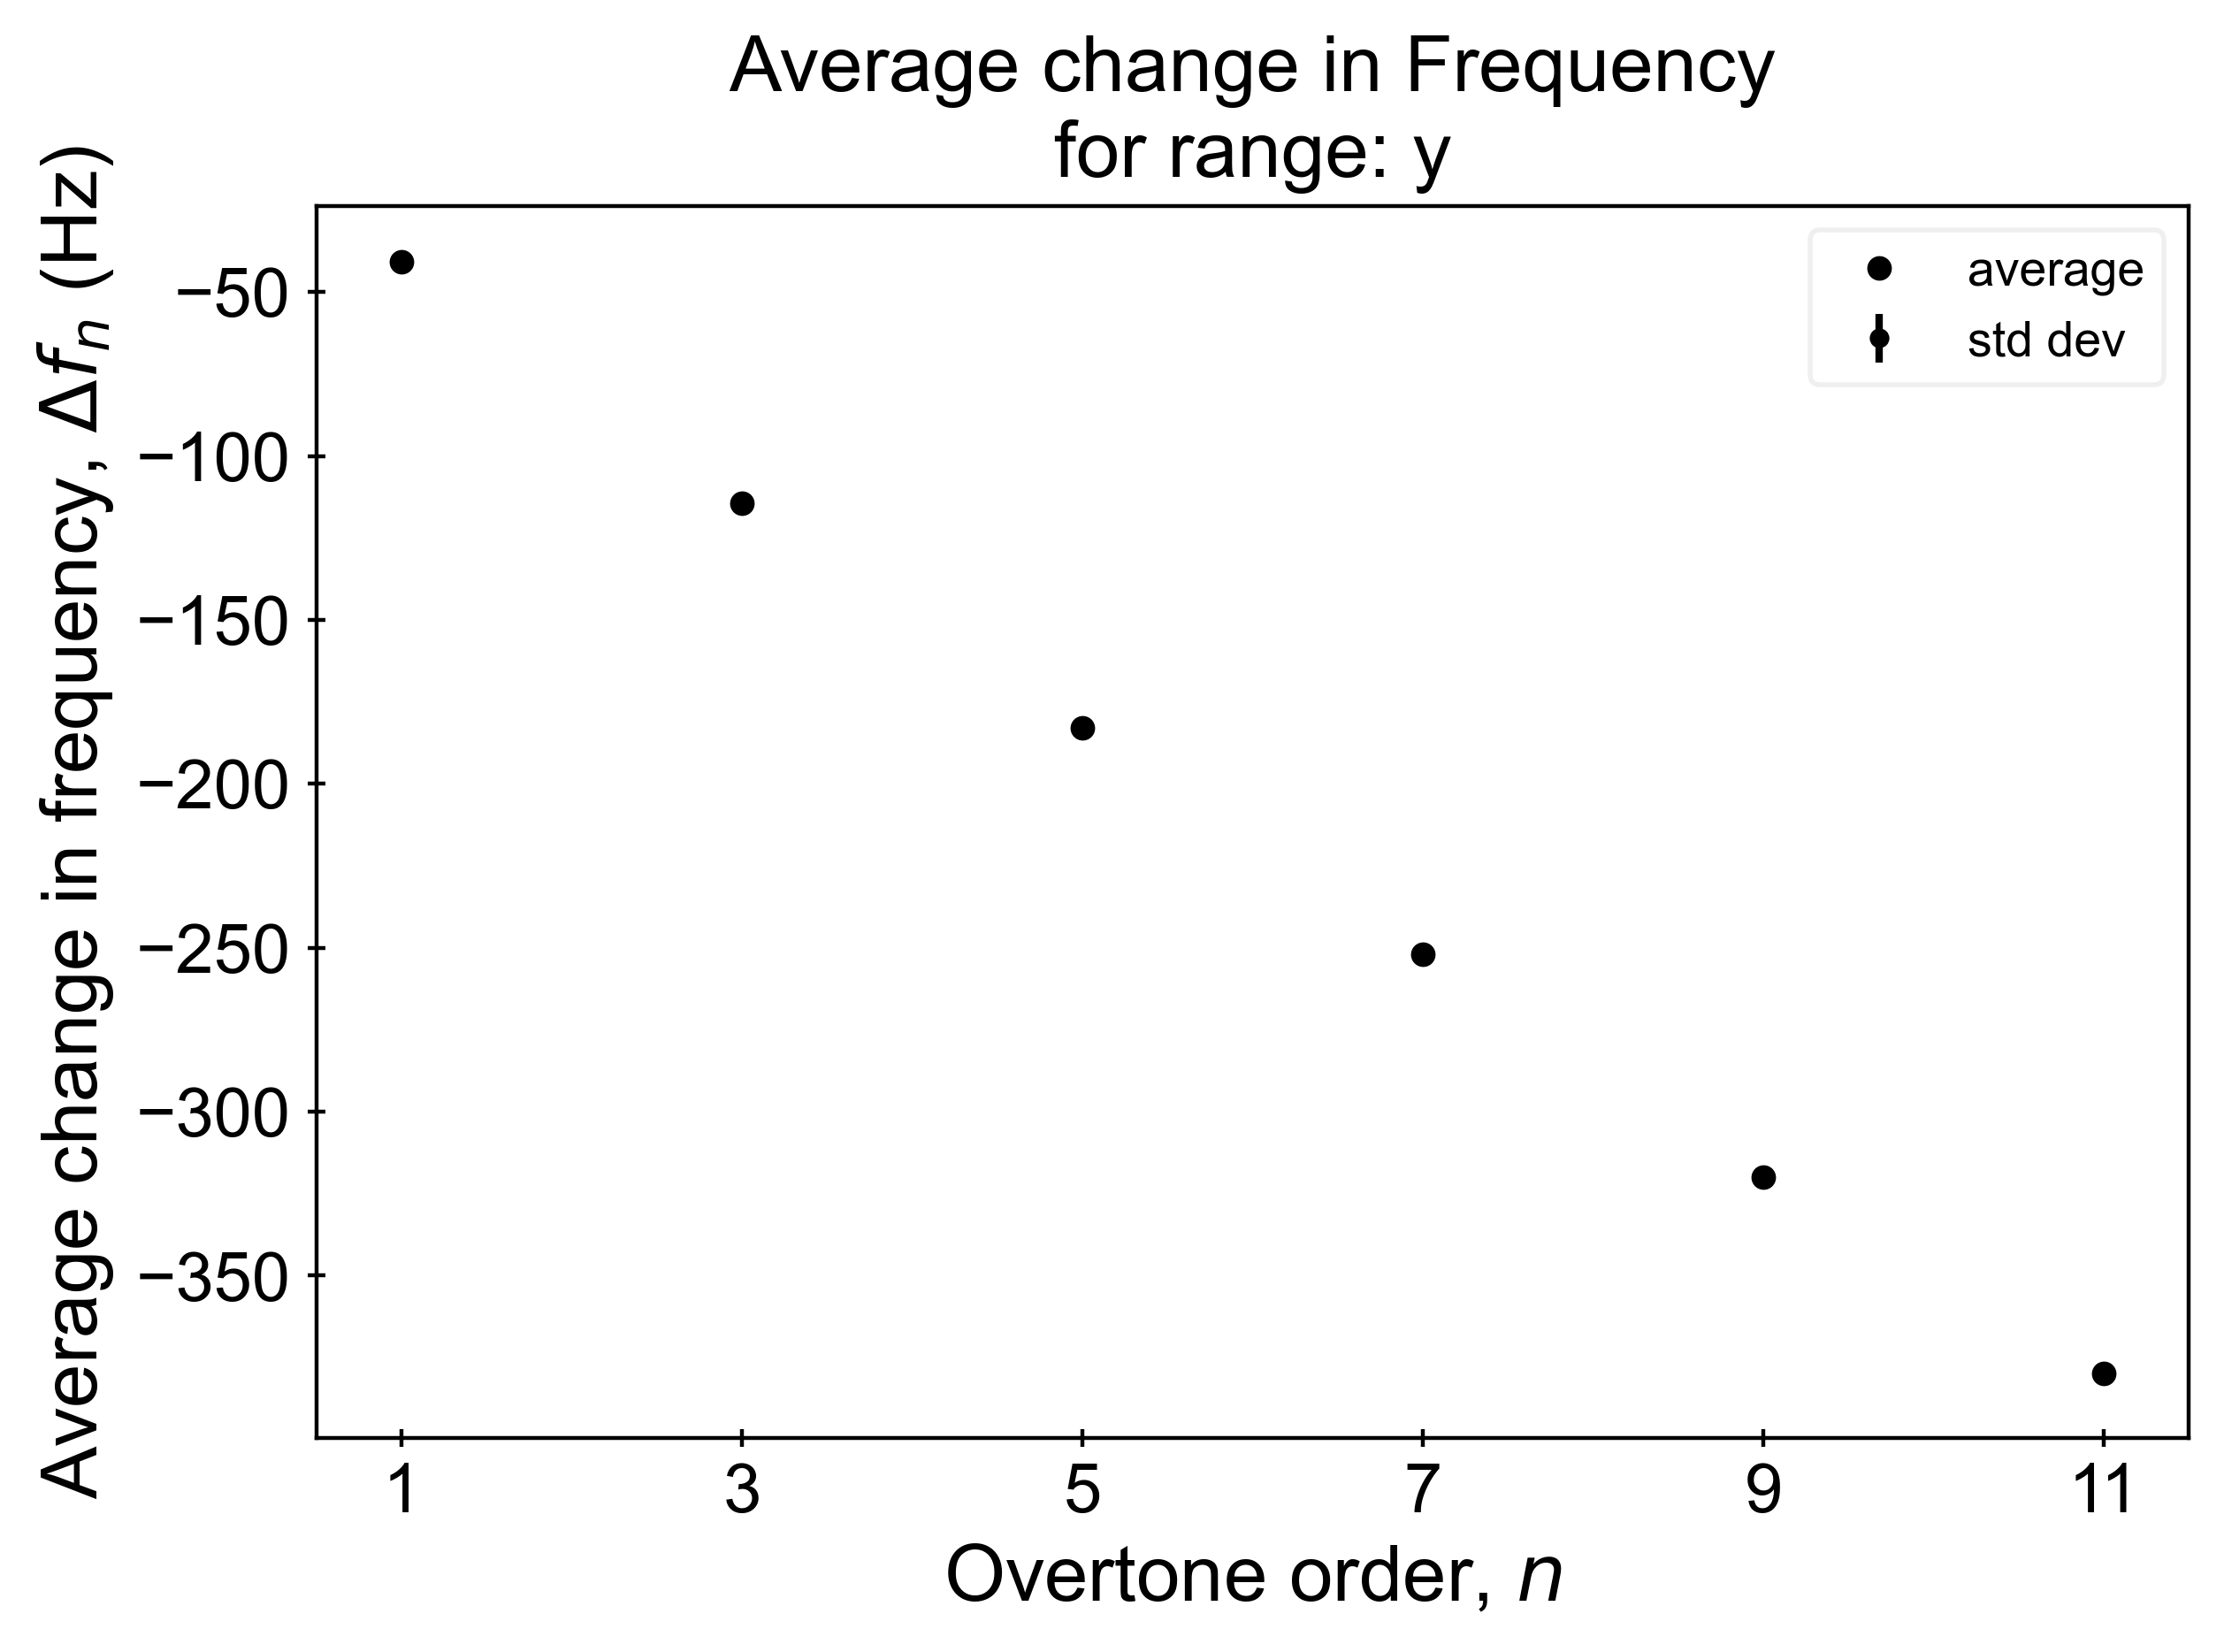 Average change in Frequency
for range: y
Average change in frequency, Δfn (Hz)
−50
−100
−150
−200
−250
−300
−350
average
std dev
1 3 5 7 9 11
Overtone order, n